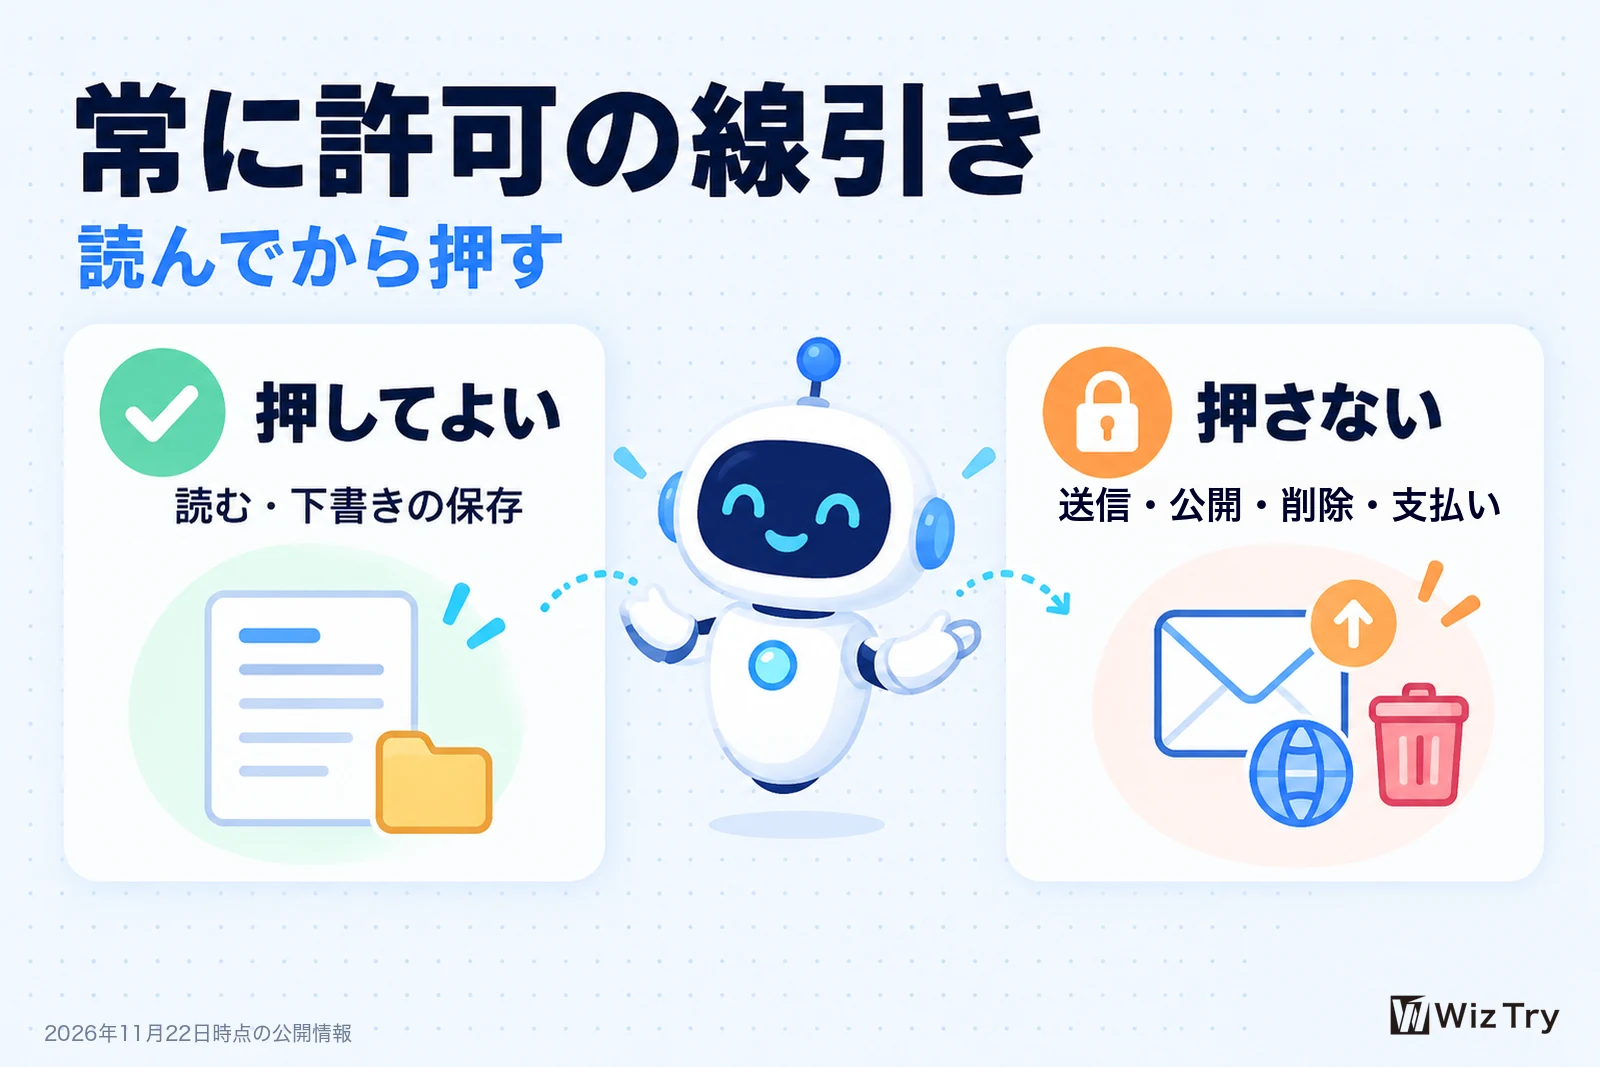 常に許可の線引き
読んでから押す
押してよい
読む・下書きの保存
押さない
送信・公開・削除・支払い
2026年11月22日時点の公開情報
Wiz Try